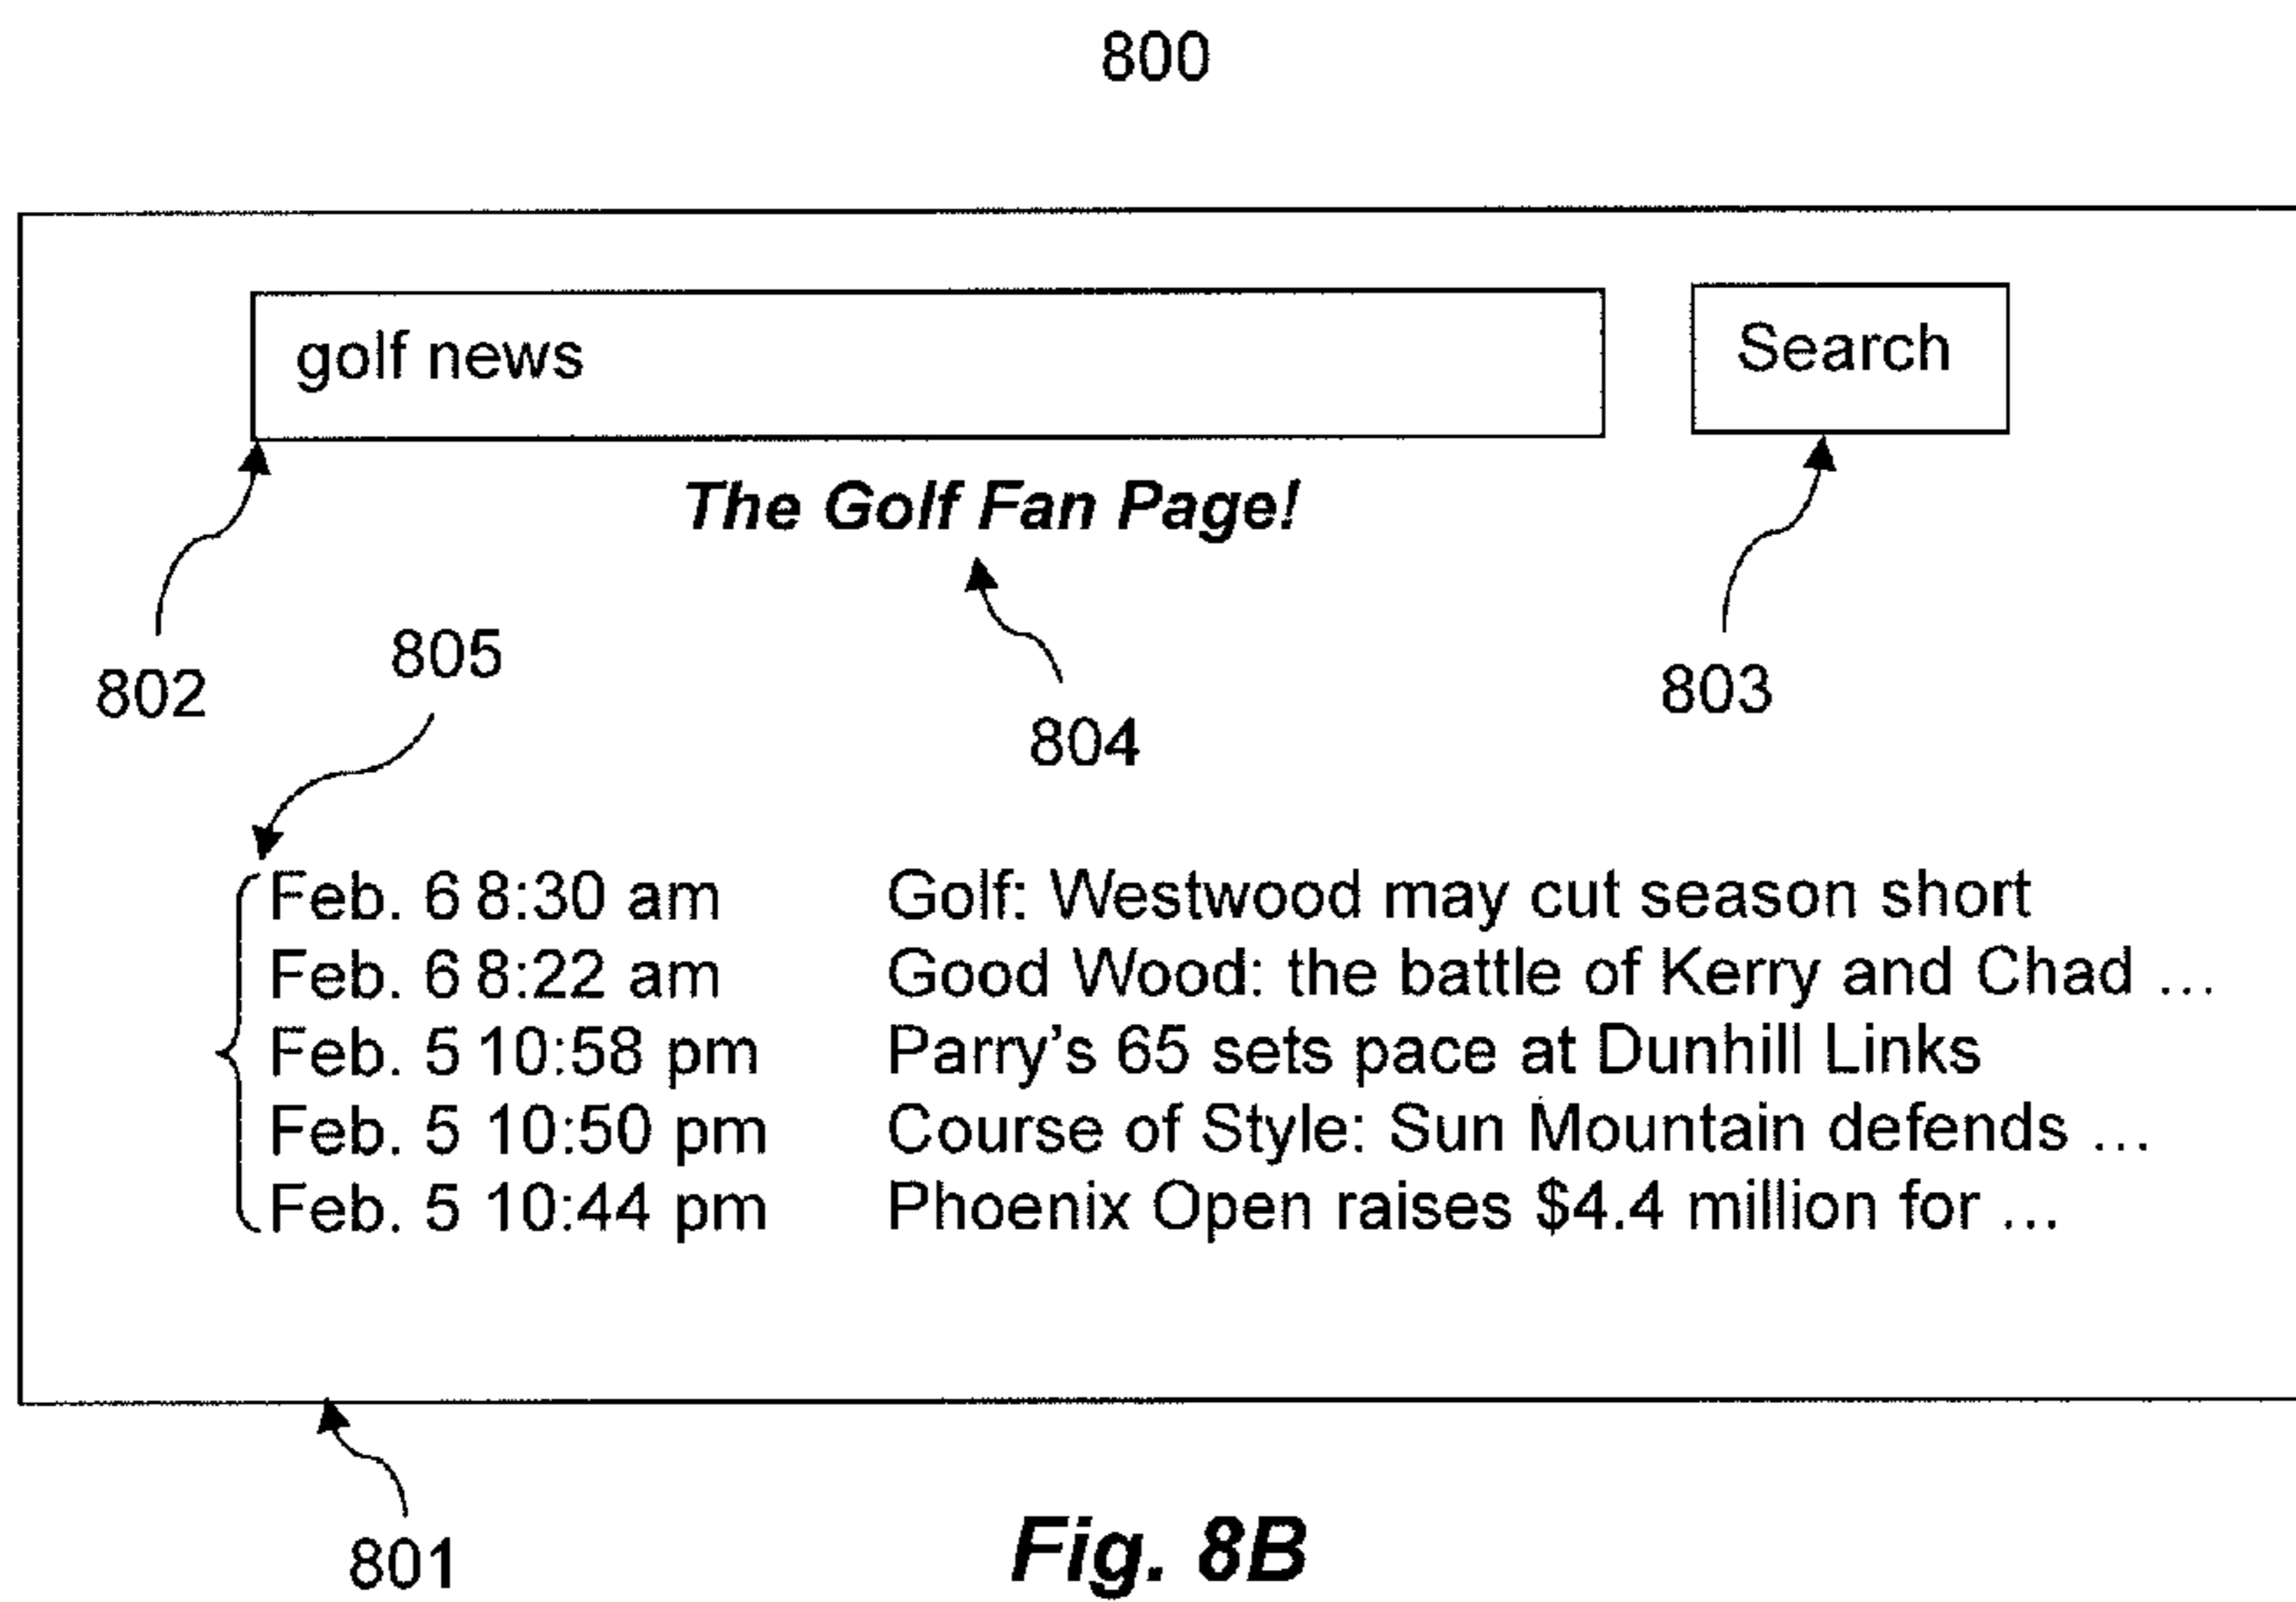 800
golf news
Search
The Golf Fan Page!
802
805
804
803
Feb. 6 8:30 am Golf: Westwood may cut season short
Feb. 6 8:22 am Good Wood: the battle of Kerry and Chad ...
Feb. 5 10:58 pm Parry's 65 sets pace at Dunhill Links
Feb. 5 10:50 pm Course of Style: Sun Mountain defends ...
Feb. 5 10:44 pm Phoenix Open raises $4.4 million for ...
801
Fig. 8B